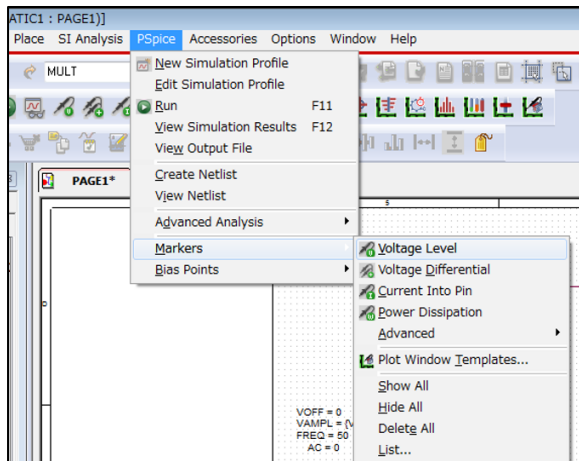 ATIC1 : PAGE1)]
Place SI Analysis PSpice Accessories Options Window Help
MULT
New Simulation Profile
Edit Simulation Profile
Run F11
View Simulation Results F12
View Output File
PAGE1*
Create Netlist
View Netlist
5
Advanced Analysis
Markers
Bias Points
Voltage Level
Voltage Differential
Current Into Pin
Power Dissipation
Advanced
Plot Window Templates...
Show All
Hide All
Delete All
List...
VOFF = 0
VAMPL = {V
FREQ = 50
AC = 0